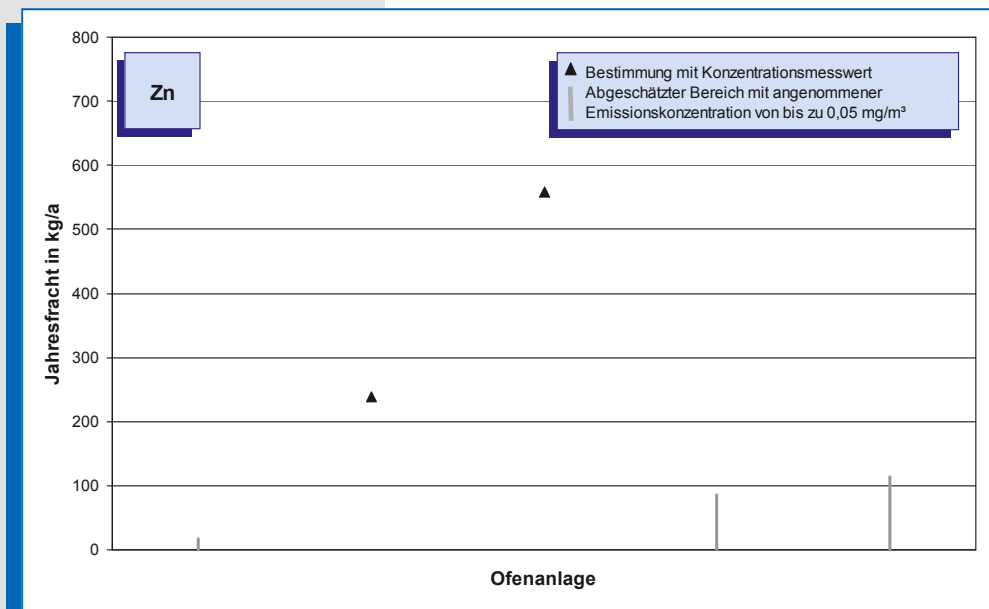 Zn
Bestimmung mit Konzentrationsmesswert
Abgeschätzter Bereich mit angenommener
Emissionskonzentration von bis zu 0,05 mg/m³
Jahresfracht in kg/a
800
700
600
500
400
300
200
100
0
Ofenanlage